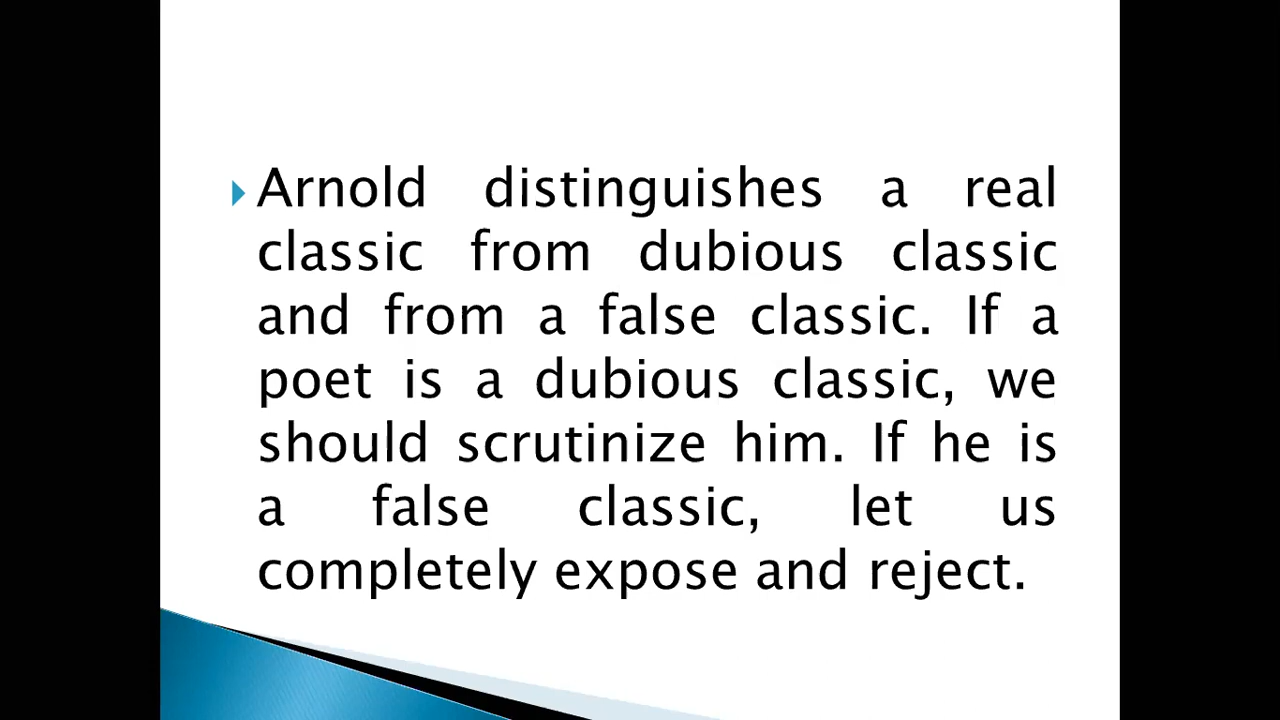 Arnold distinguishes a real
classic from dubious classic
and from a false classic. If a
poet is a dubious classic, we
should scrutinize him. If he is
a false classic, let us
completely expose and reject.